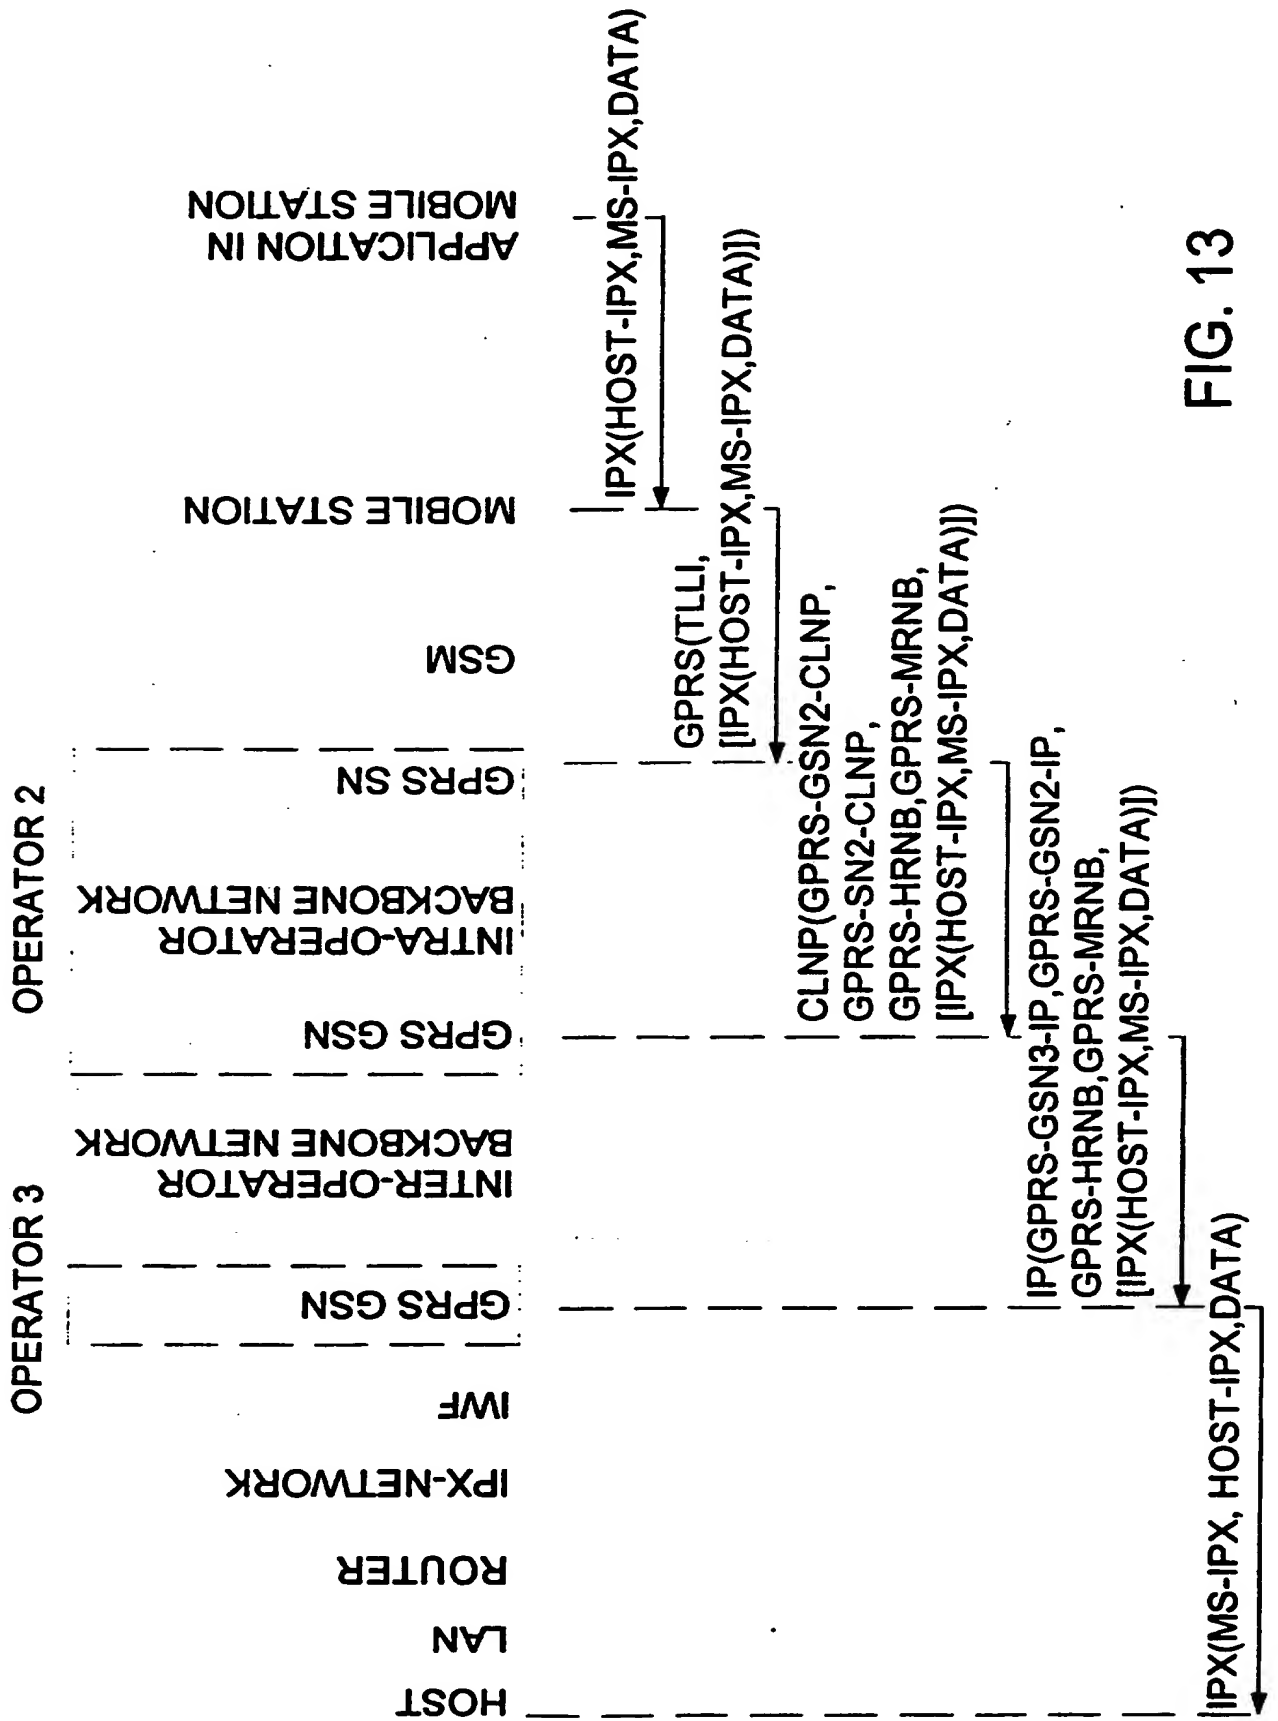 OPERATOR 3
OPERATOR 2
HOST
LAN
ROUTER
IPX-NETWORK
IWF
GPRS GSN
INTER-OPERATOR
BACKBONE NETWORK
GPRS GSN
INTRA-OPERATOR
BACKBONE NETWORK
GPRS SN
GSM
MOBILE STATION
APPLICATION IN
MOBILE STATION
IPX(HOST-IPX,MS-IPX,DATA)
GPRS(TLLI,
[IPX(HOST-IPX,MS-IPX,DATA)])
CLNP(GPRS-GSN2-CLNP,
GPRS-SN2-CLNP,
GPRS-HRNB,GPRS-MRNB,
[IPX(HOST-IPX,MS-IPX,DATA)])
IP(GPRS-GSN3-IP,GPRS-GSN2-IP,
GPRS-HRNB,GPRS-MRNB,
[IPX(HOST-IPX,MS-IPX,DATA)])
IPX(MS-IPX, HOST-IPX,DATA)
FIG. 13